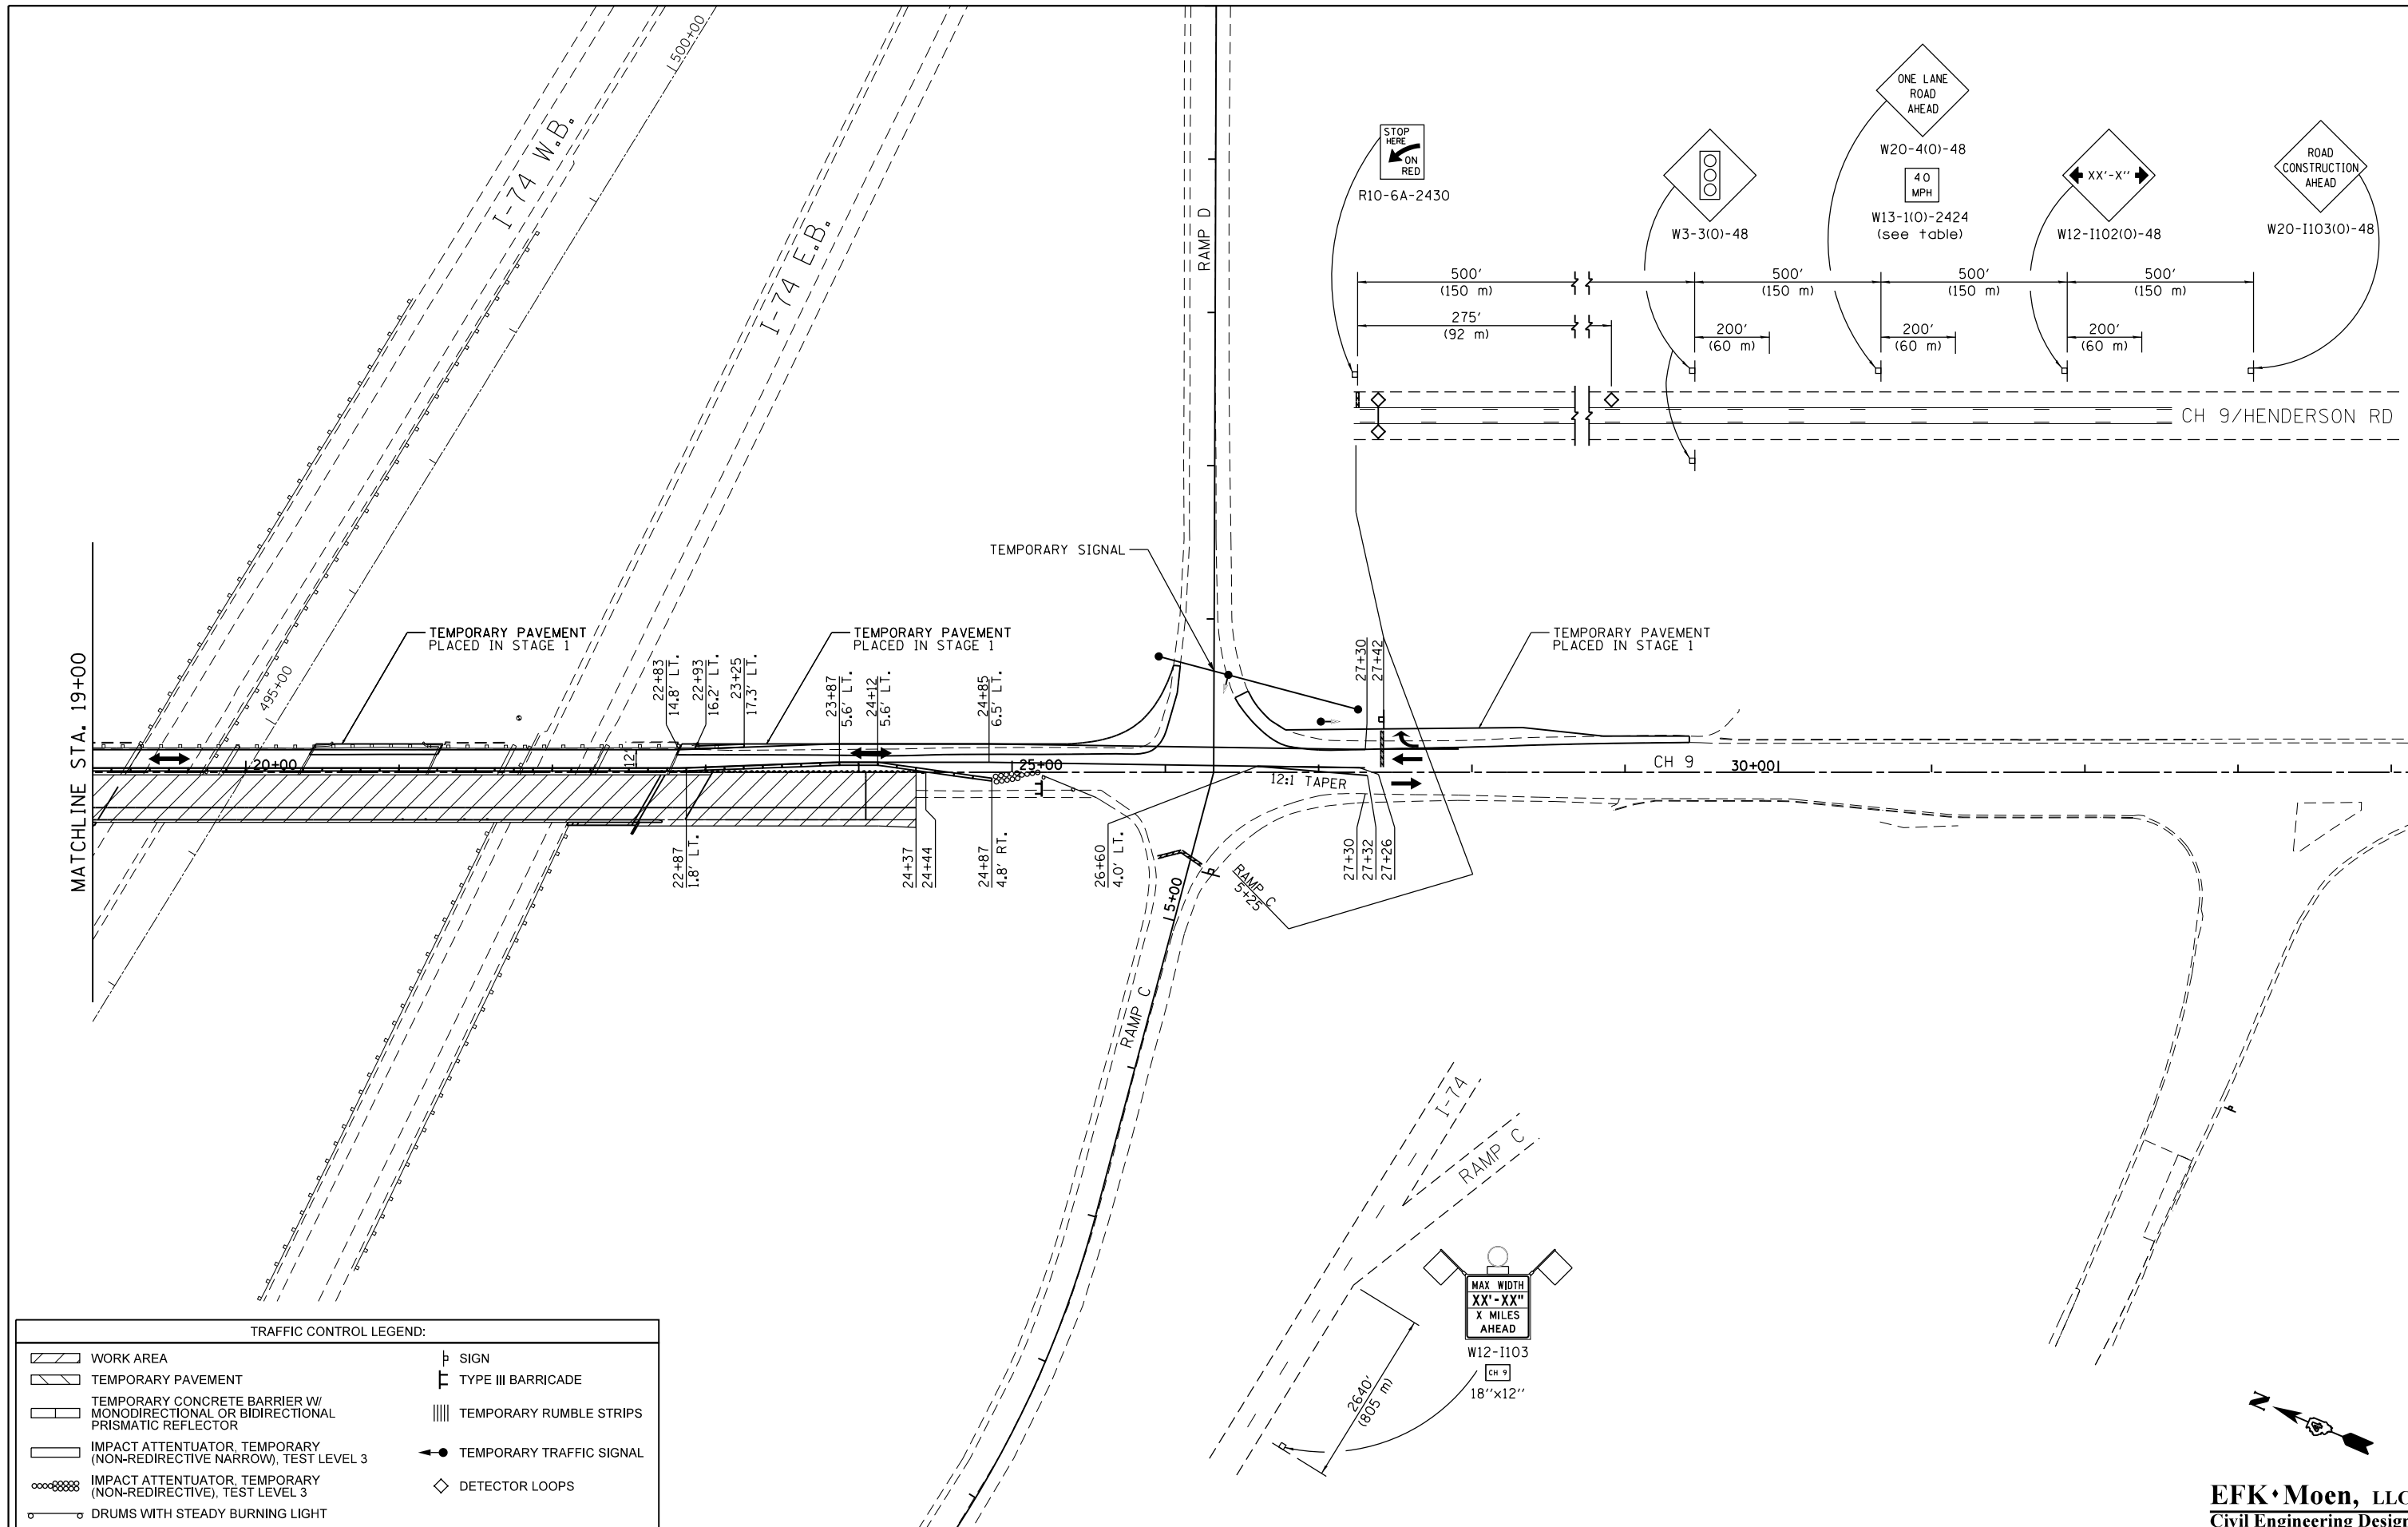 500+00
I-74 W.B.
I-74 E.B.
495+00
RAMP D
STOP
HERE
ON
RED
R10-6A-2430
W3-3(O)-48
ONE LANE
ROAD
AHEAD
W20-4(O)-48
40
MPH
W13-1(O)-2424
(see table)
XX'-X"
W12-I102(O)-48
ROAD
CONSTRUCTION
AHEAD
W20-I103(O)-48
500'
(150 m)
500'
(150 m)
500'
(150 m)
500'
(150 m)
275'
(92 m)
200'
(60 m)
200'
(60 m)
200'
(60 m)
CH 9/HENDERSON RD
TEMPORARY SIGNAL
TEMPORARY PAVEMENT
PLACED IN STAGE 1
TEMPORARY PAVEMENT
PLACED IN STAGE 1
TEMPORARY PAVEMENT
PLACED IN STAGE 1
MATCHLINE STA. 19+00
22+83
14.8' LT.
22+93
16.2' LT.
23+25
17.3' LT.
23+87
5.6' LT.
24+12
5.6' LT.
24+85
6.5' LT.
27+30
27+42
20+00
12'
25+00
12:1 TAPER
CH 9
30+00
22+87
1.8' LT.
24+37
24+44
24+87
4.8' RT.
26+60
4.0' LT.
27+30
27+32
27+26
RAMP C
5+25
5+00
RAMP C
I-74
RAMP C
MAX WIDTH
XX'-XX"
X MILES
AHEAD
W12-I103
CH 9
18"x12"
2640'
(805 m)
TRAFFIC CONTROL LEGEND:
WORK AREA
TEMPORARY PAVEMENT
TEMPORARY CONCRETE BARRIER W/
MONODIRECTIONAL OR BIDIRECTIONAL
PRISMATIC REFLECTOR
IMPACT ATTENTUATOR, TEMPORARY
(NON-REDIRECTIVE NARROW), TEST LEVEL 3
IMPACT ATTENTUATOR, TEMPORARY
(NON-REDIRECTIVE), TEST LEVEL 3
DRUMS WITH STEADY BURNING LIGHT
SIGN
TYPE III BARRICADE
TEMPORARY RUMBLE STRIPS
TEMPORARY TRAFFIC SIGNAL
DETECTOR LOOPS
N
EFK•Moen, LLC
Civil Engineering Design